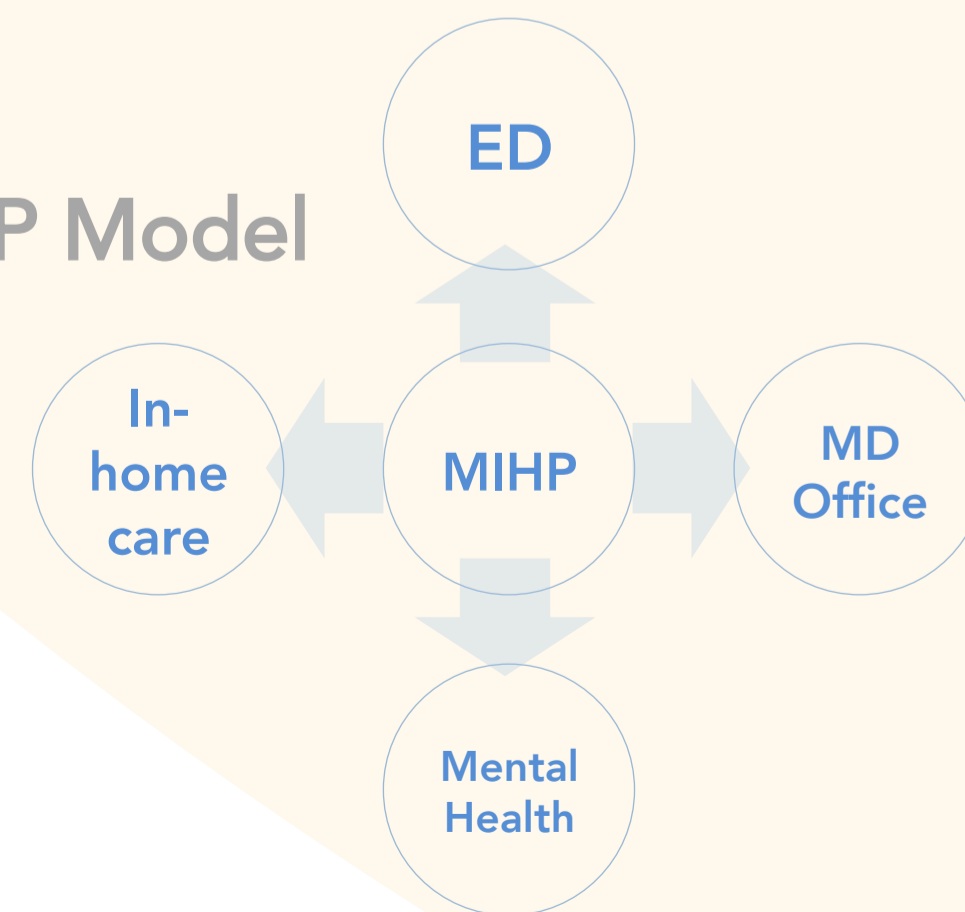 ED
P Model
In-
home
care
MIHP
MD
Office
Mental
Health